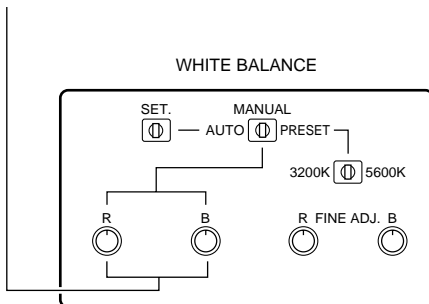 WHITE BALANCE
SET. MANUAL
AUTO PRESET
3200K 5600K
R B R FINE ADJ. B